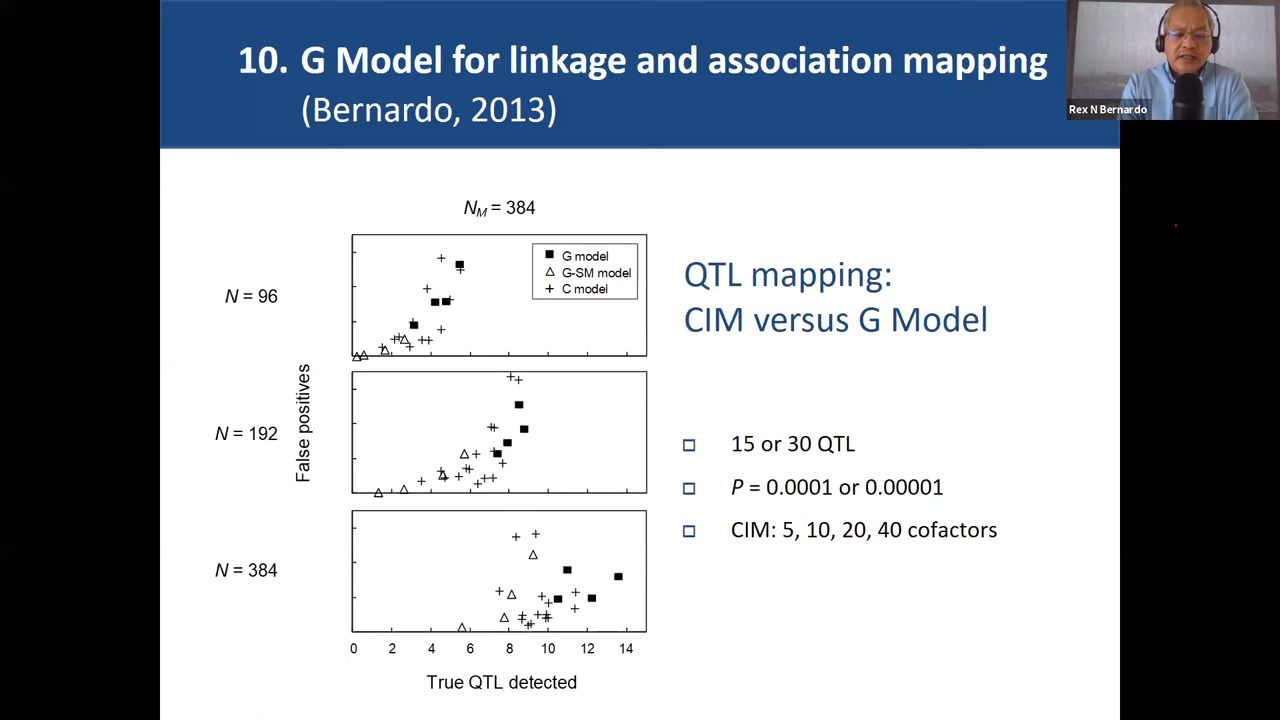 10. G Model for linkage and association mapping
(Bernardo, 2013)
Rex N Bernardo
N_M = 384
G model
G-SM model
C model
N = 96
N = 192
N = 384
False positives
0 2 4 6 8 10 12 14
True QTL detected
QTL mapping:
CIM versus G Model
15 or 30 QTL
P = 0.0001 or 0.00001
CIM: 5, 10, 20, 40 cofactors